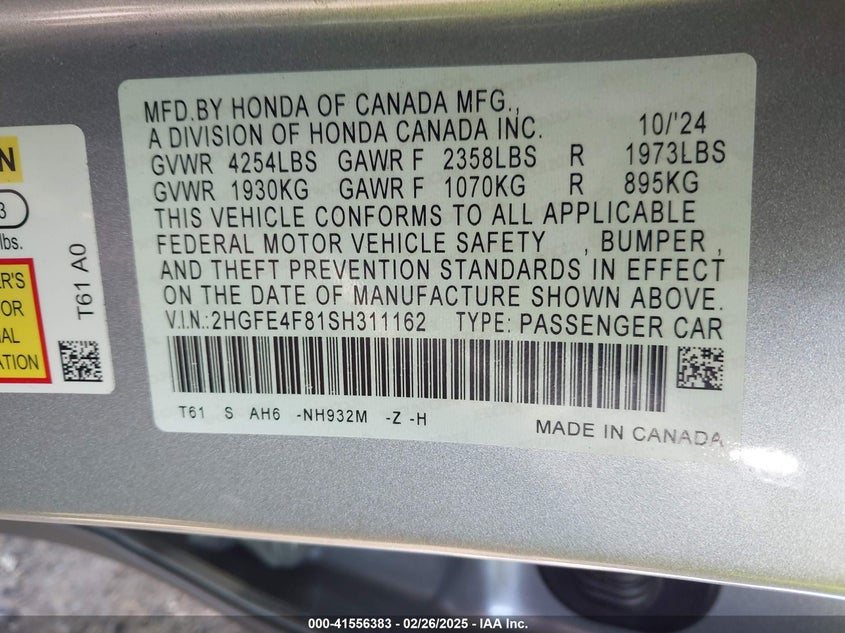 MFD.BY HONDA OF CANADA MFG.,
A DIVISION OF HONDA CANADA INC. 10/'24
GVWR 4254LBS GAWR F 2358LBS R 1973LBS
GVWR 1930KG GAWR F 1070KG R 895KG
THIS VEHICLE CONFORMS TO ALL APPLICABLE
FEDERAL MOTOR VEHICLE SAFETY , BUMPER ,
AND THEFT PREVENTION STANDARDS IN EFFECT
ON THE DATE OF MANUFACTURE SHOWN ABOVE.
V.I.N.:2HGFE4F81SH311162 TYPE: PASSENGER CAR
T61 S AH6 -NH932M -Z -H
MADE IN CANADA
N
3
lbs.
T61 A0
ER'S
OR
AL
ATION
000-41556383 - 02/26/2025 - IAA Inc.